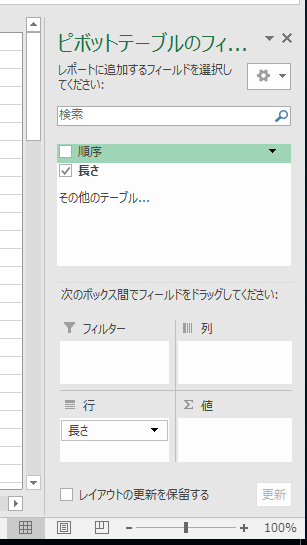 ピボットテーブルのフィ...
レポートに追加するフィールドを選択し
てください:
検索
順序
長さ
その他のテーブル...
次のボックス間でフィールドをドラッグしてください:
フィルター
列
行
Σ 値
長さ
レイアウトの更新を保留する
更新
100%